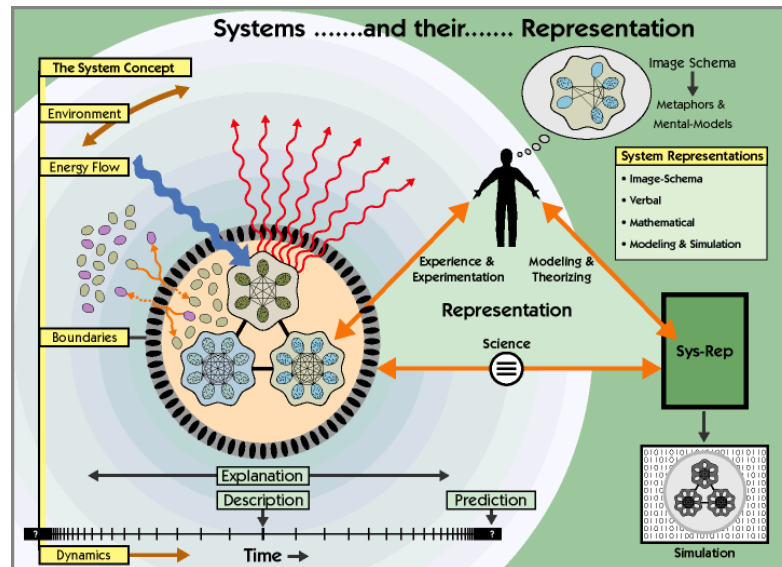 Systems .......and their....... Representation
The System Concept
Environment
Energy Flow
Boundaries
Image Schema
Metaphors &
Mental-Models
System Representations
• Image-Schema
• Verbal
• Mathematical
• Modeling & Simulation
Experience &
Experimentation
Modeling &
Theorizing
Representation
Science
Sys-Rep
Explanation
Description
Prediction
?
?
Dynamics
Time
Simulation